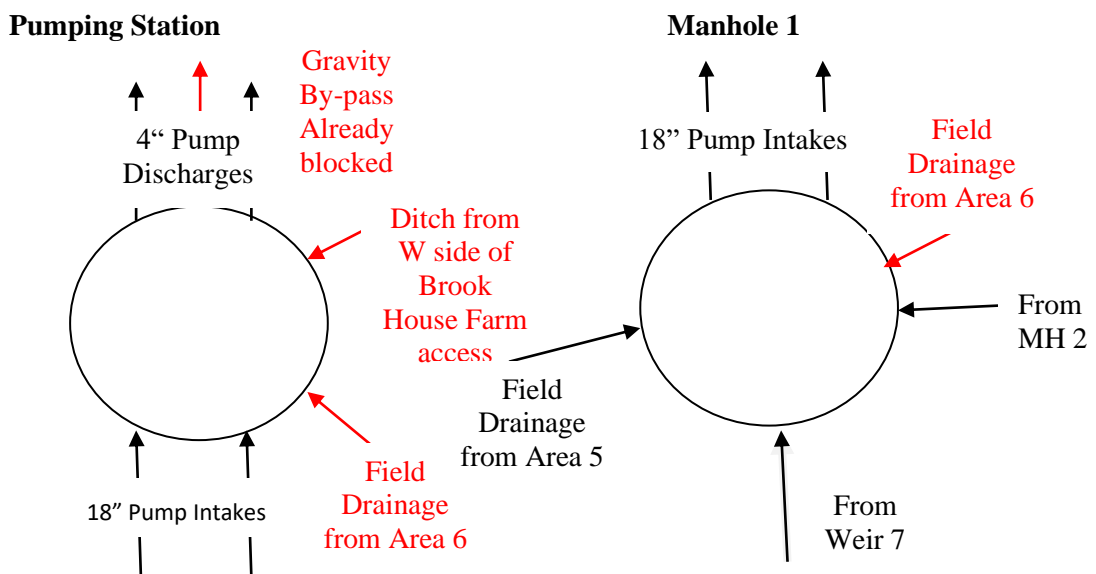 Pumping Station
Gravity
By-pass
Already
blocked
4“ Pump
Discharges
Ditch from
W side of
Brook
House Farm
access
Field
Drainage
from Area 6
18” Pump Intakes
Manhole 1
18” Pump Intakes
Field
Drainage
from Area 6
From
MH 2
Field
Drainage
from Area 5
From
Weir 7